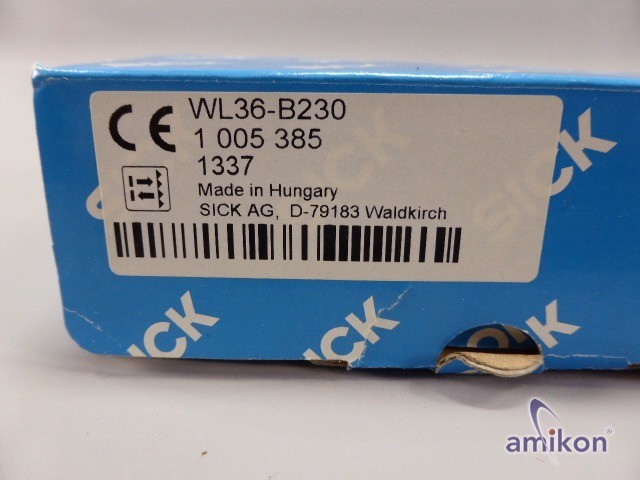 WL36-B230
1 005 385
1337
Made in Hungary
SICK AG, D-79183 Waldkirch
CE
SICK
SICK
SICK
SICK
amikon